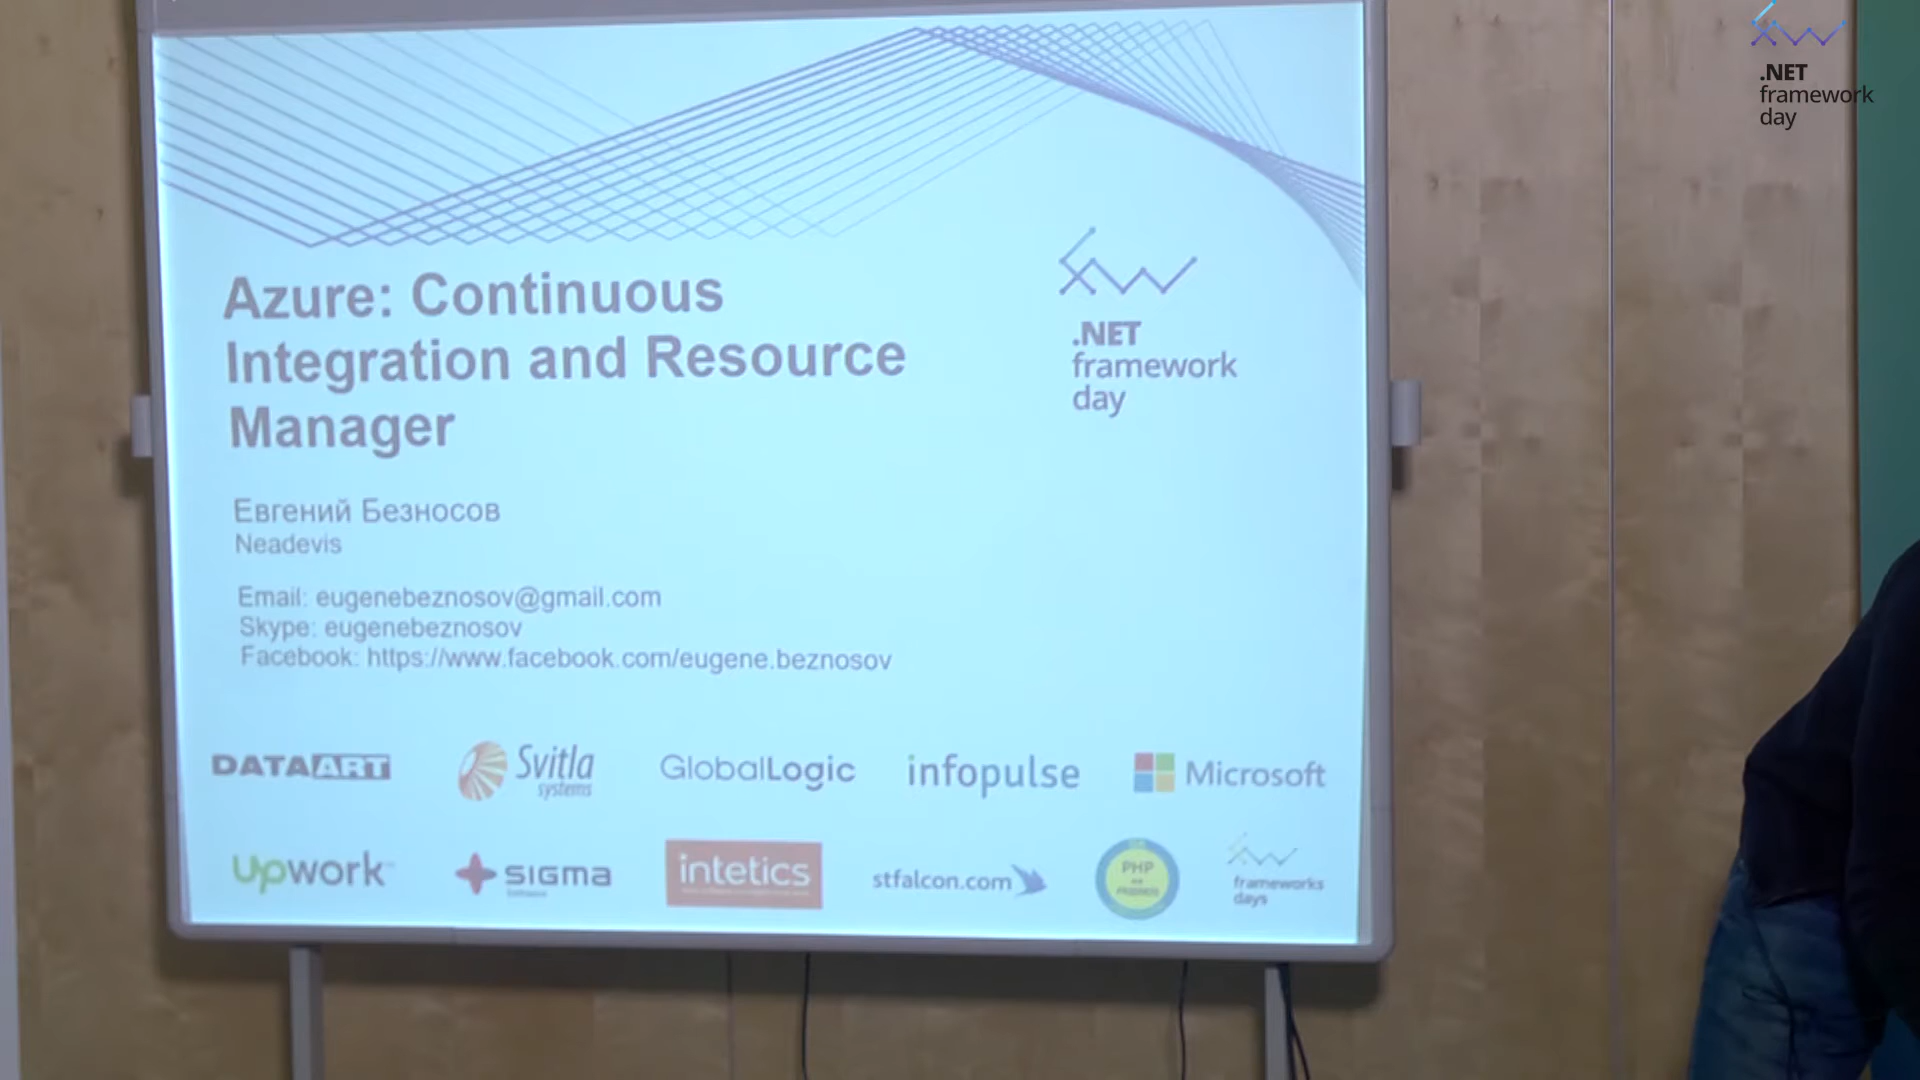 .NET
framework
day
Azure: Continuous
Integration and Resource
Manager
.NET
framework
day
Евгений Безносов
Neadevis
Email: eugenebeznosov@gmail.com
Skype: eugenebeznosov
Facebook: https://www.facebook.com/eugene.beznosov
DATAART
Svitla
systems
GlobalLogic
infopulse
Microsoft
Upwork
SIGMA
intetics
stfalcon.com
PHP
frameworks
days